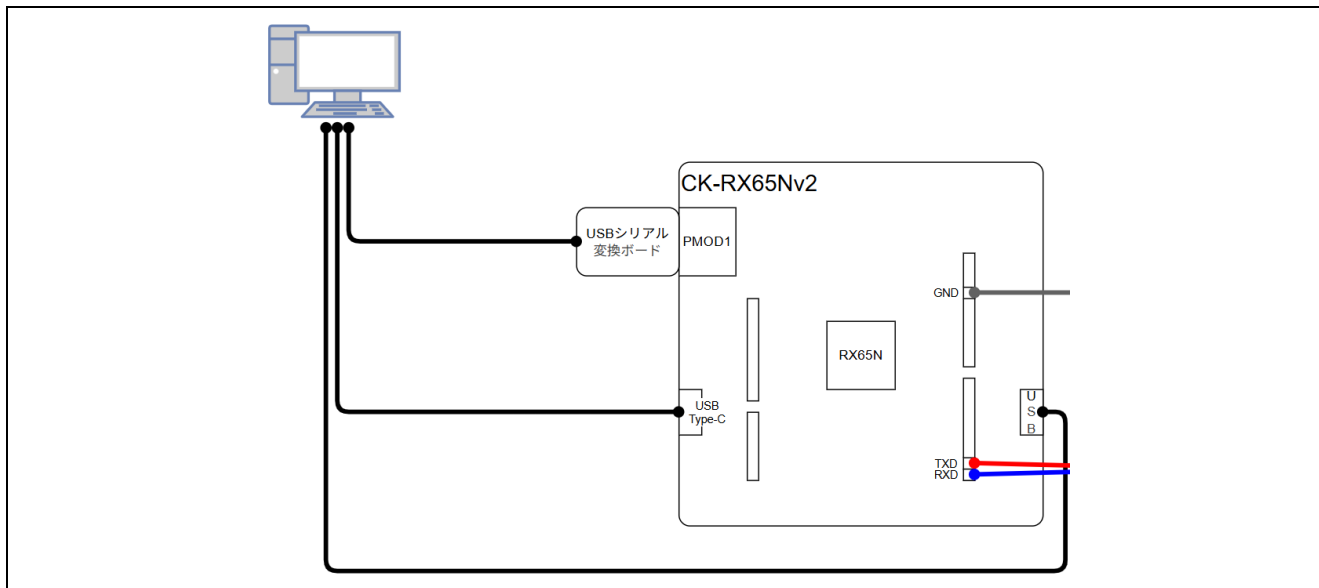 CK-RX65Nv2
USBシリアル
変換ボード
PMOD1
GND
RX65N
USB
Type-C
U
S
B
TXD
RXD